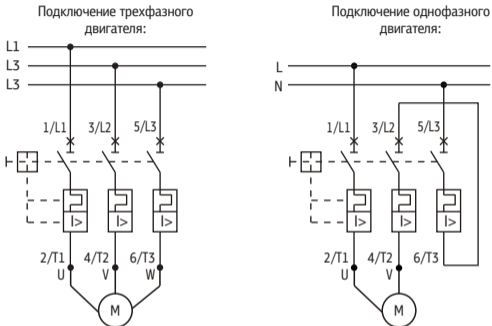 Подключение трехфазного
двигателя:
L1
L3
L3
1/L1 3/L2 5/L3
I> I> I>
2/T1 4/T2 6/T3
U V W
M
Подключение однофазного
двигателя:
L
N
1/L1 3/L2 5/L3
I> I> I>
2/T1 4/T2 6/T3
U V
M